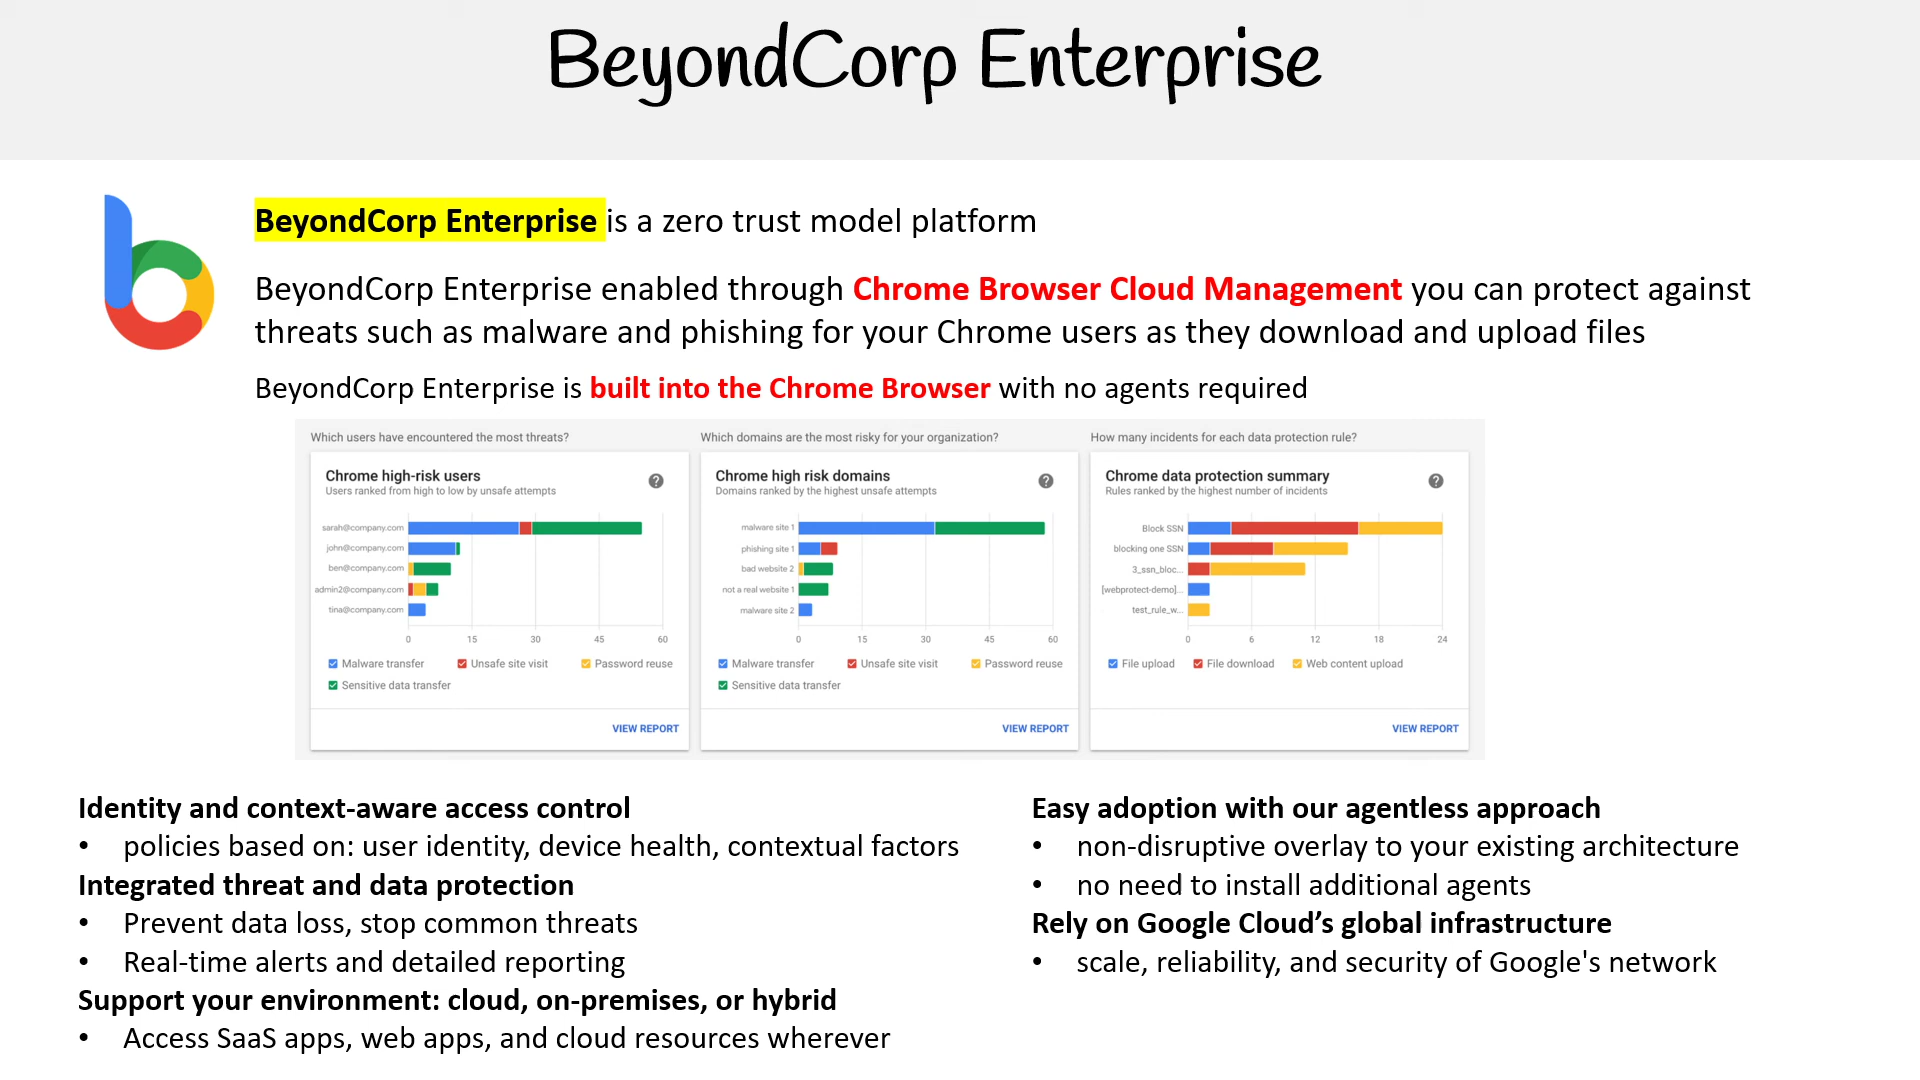 BeyondCorp Enterprise
BeyondCorp Enterprise is a zero trust model platform
BeyondCorp Enterprise enabled through Chrome Browser Cloud Management you can protect against
threats such as malware and phishing for your Chrome users as they download and upload files
BeyondCorp Enterprise is built into the Chrome Browser with no agents required
Which users have encountered the most threats?
Chrome high-risk users
Users ranked from high to low by unsafe attempts
sarah@company.com
john@company.com
ben@company.com
admin2@company.com
tina@company.com
0 15 30 45 60
Malware transfer Unsafe site visit Password reuse
Sensitive data transfer
VIEW REPORT
Which domains are the most risky for your organization?
Chrome high risk domains
Domains ranked by the highest unsafe attempts
malware site 1
phishing site 1
bad website 2
not a real website 1
malware site 2
0 15 30 45 60
Malware transfer Unsafe site visit Password reuse
Sensitive data transfer
VIEW REPORT
How many incidents for each data protection rule?
Chrome data protection summary
Rules ranked by the highest number of incidents
Block SSN
blocking one SSN
3_ssn_bloc...
[webprotect-demo]...
test_rule_w...
0 6 12 18 24
File upload File download Web content upload
VIEW REPORT
Identity and context-aware access control
• policies based on: user identity, device health, contextual factors
Integrated threat and data protection
• Prevent data loss, stop common threats
• Real-time alerts and detailed reporting
Support your environment: cloud, on-premises, or hybrid
• Access SaaS apps, web apps, and cloud resources wherever
Easy adoption with our agentless approach
• non-disruptive overlay to your existing architecture
• no need to install additional agents
Rely on Google Cloud’s global infrastructure
• scale, reliability, and security of Google's network